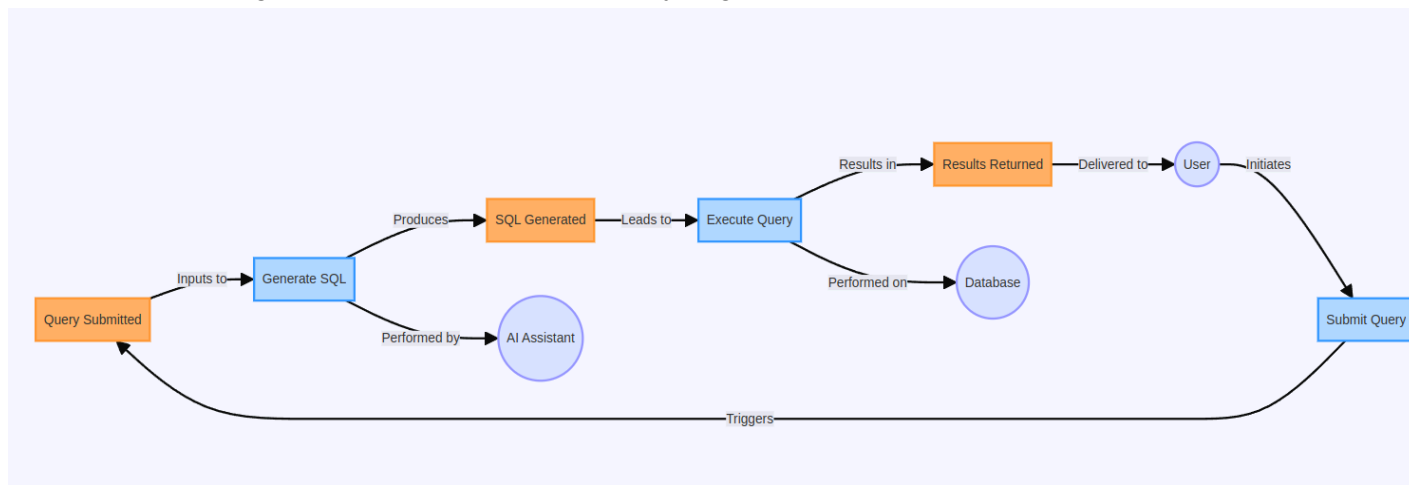 Results in
Results Returned
Delivered to
User
Initiates
Produces
SQL Generated
Leads to
Execute Query
Inputs to
Generate SQL
Performed on
Database
Query Submitted
Performed by
AI Assistant
Submit Query
Triggers